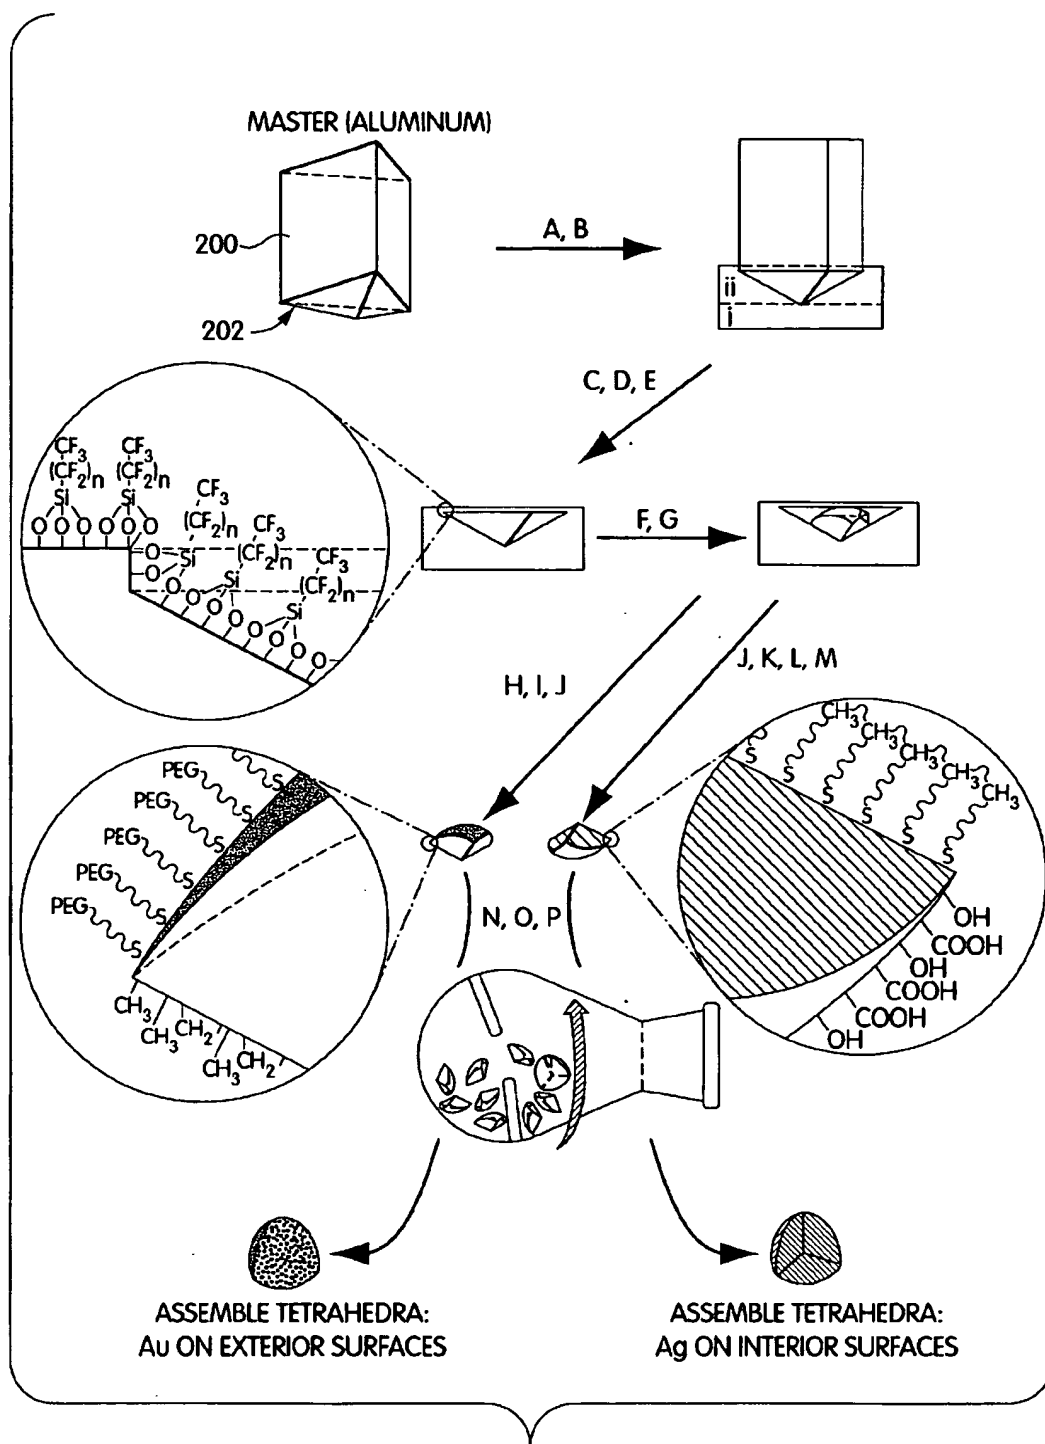 MASTER (ALUMINUM)
200
202
A, B
ii
i
C, D, E
CF3 CF3
(CF2)n (CF2)n
Si Si
O O O O O O
CF3
(CF2)n
CF3
(CF2)n
CF3
(CF2)n
O Si
O O Si
O O O O Si
O O O O
F, G
H, I, J
J, K, L, M
PEG S
PEG S
PEG S
PEG S
PEG S
CH3
CH3
CH2
CH3
CH2
CH3
CH3
CH3
CH3
CH3
S
S
S
S
S
S
OH
COOH
OH
COOH
COOH
OH
N, O, P
ASSEMBLE TETRAHEDRA:
Au ON EXTERIOR SURFACES
ASSEMBLE TETRAHEDRA:
Ag ON INTERIOR SURFACES